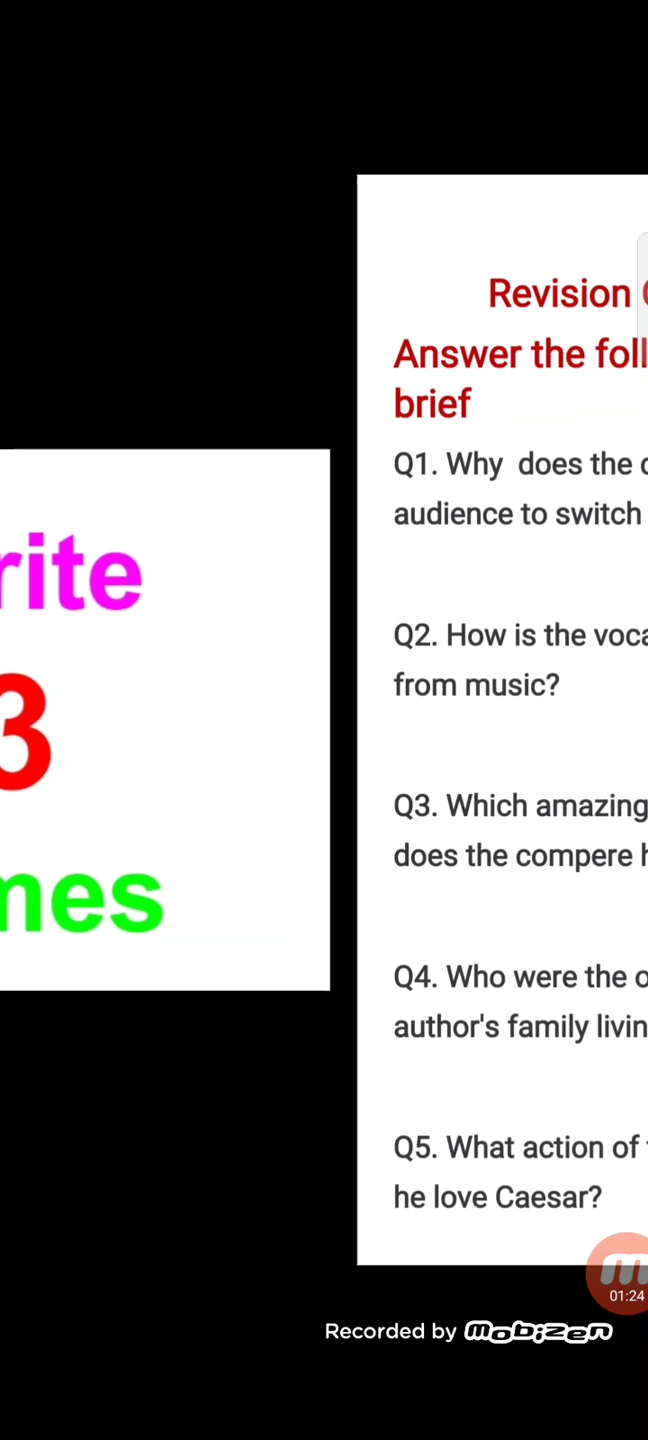 rite
3
mes
Revision
Answer the foll
brief
Q1. Why does the
audience to switch
Q2. How is the voca
from music?
Q3. Which amazing
does the compere h
Q4. Who were the o
author's family livin
Q5. What action of
he love Caesar?
01:24
Recorded by mobizen